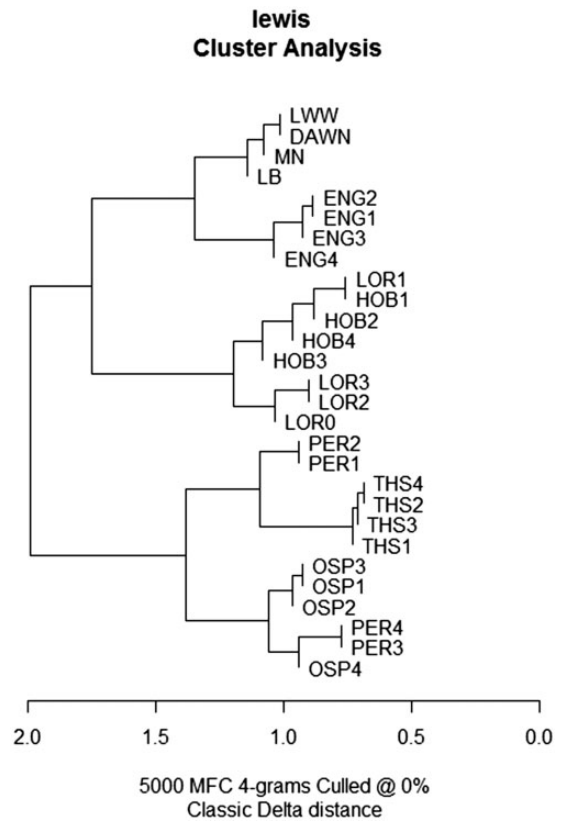 lewis
Cluster Analysis
LWW
DAWN
MN
LB
ENG2
ENG1
ENG3
ENG4
LOR1
HOB1
HOB2
HOB4
HOB3
LOR3
LOR2
LOR0
PER2
PER1
THS4
THS2
THS3
THS1
OSP3
OSP1
OSP2
PER4
PER3
OSP4
2.0 1.5 1.0 0.5 0.0
5000 MFC 4-grams Culled @ 0%
Classic Delta distance